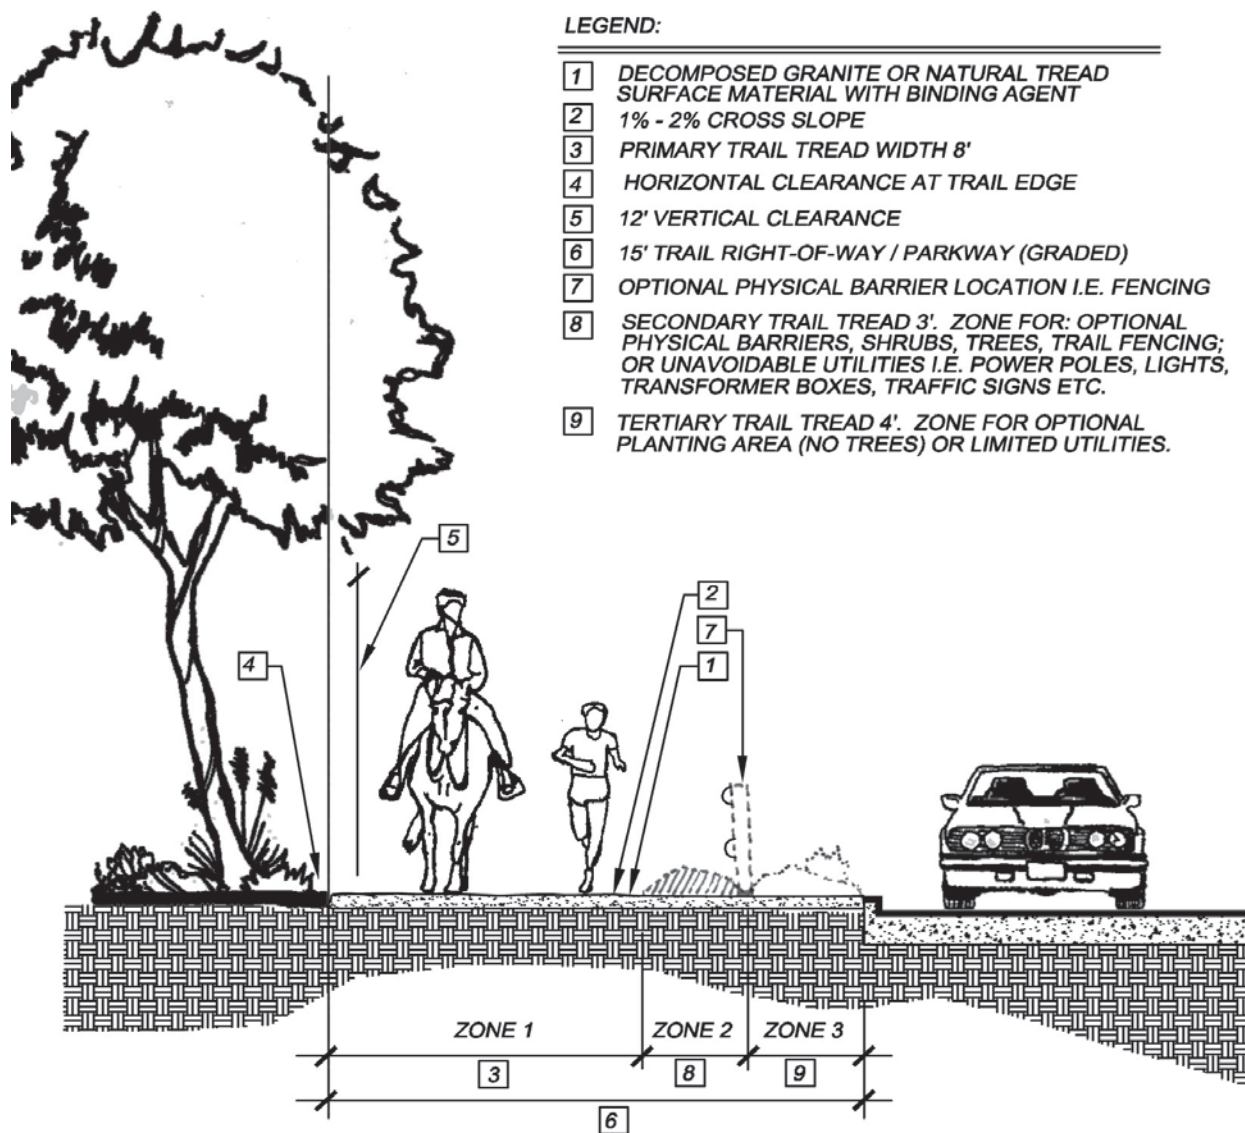 LEGEND:
1 DECOMPOSED GRANITE OR NATURAL TREAD
SURFACE MATERIAL WITH BINDING AGENT
2 1% - 2% CROSS SLOPE
3 PRIMARY TRAIL TREAD WIDTH 8'
4 HORIZONTAL CLEARANCE AT TRAIL EDGE
5 12' VERTICAL CLEARANCE
6 15' TRAIL RIGHT-OF-WAY / PARKWAY (GRADED)
7 OPTIONAL PHYSICAL BARRIER LOCATION I.E. FENCING
8 SECONDARY TRAIL TREAD 3'. ZONE FOR: OPTIONAL
PHYSICAL BARRIERS, SHRUBS, TREES, TRAIL FENCING;
OR UNAVOIDABLE UTILITIES I.E. POWER POLES, LIGHTS,
TRANSFORMER BOXES, TRAFFIC SIGNS ETC.
9 TERTIARY TRAIL TREAD 4'. ZONE FOR OPTIONAL
PLANTING AREA (NO TREES) OR LIMITED UTILITIES.
5
2
7
4
1
ZONE 1 ZONE 2 ZONE 3
3 8 9
6